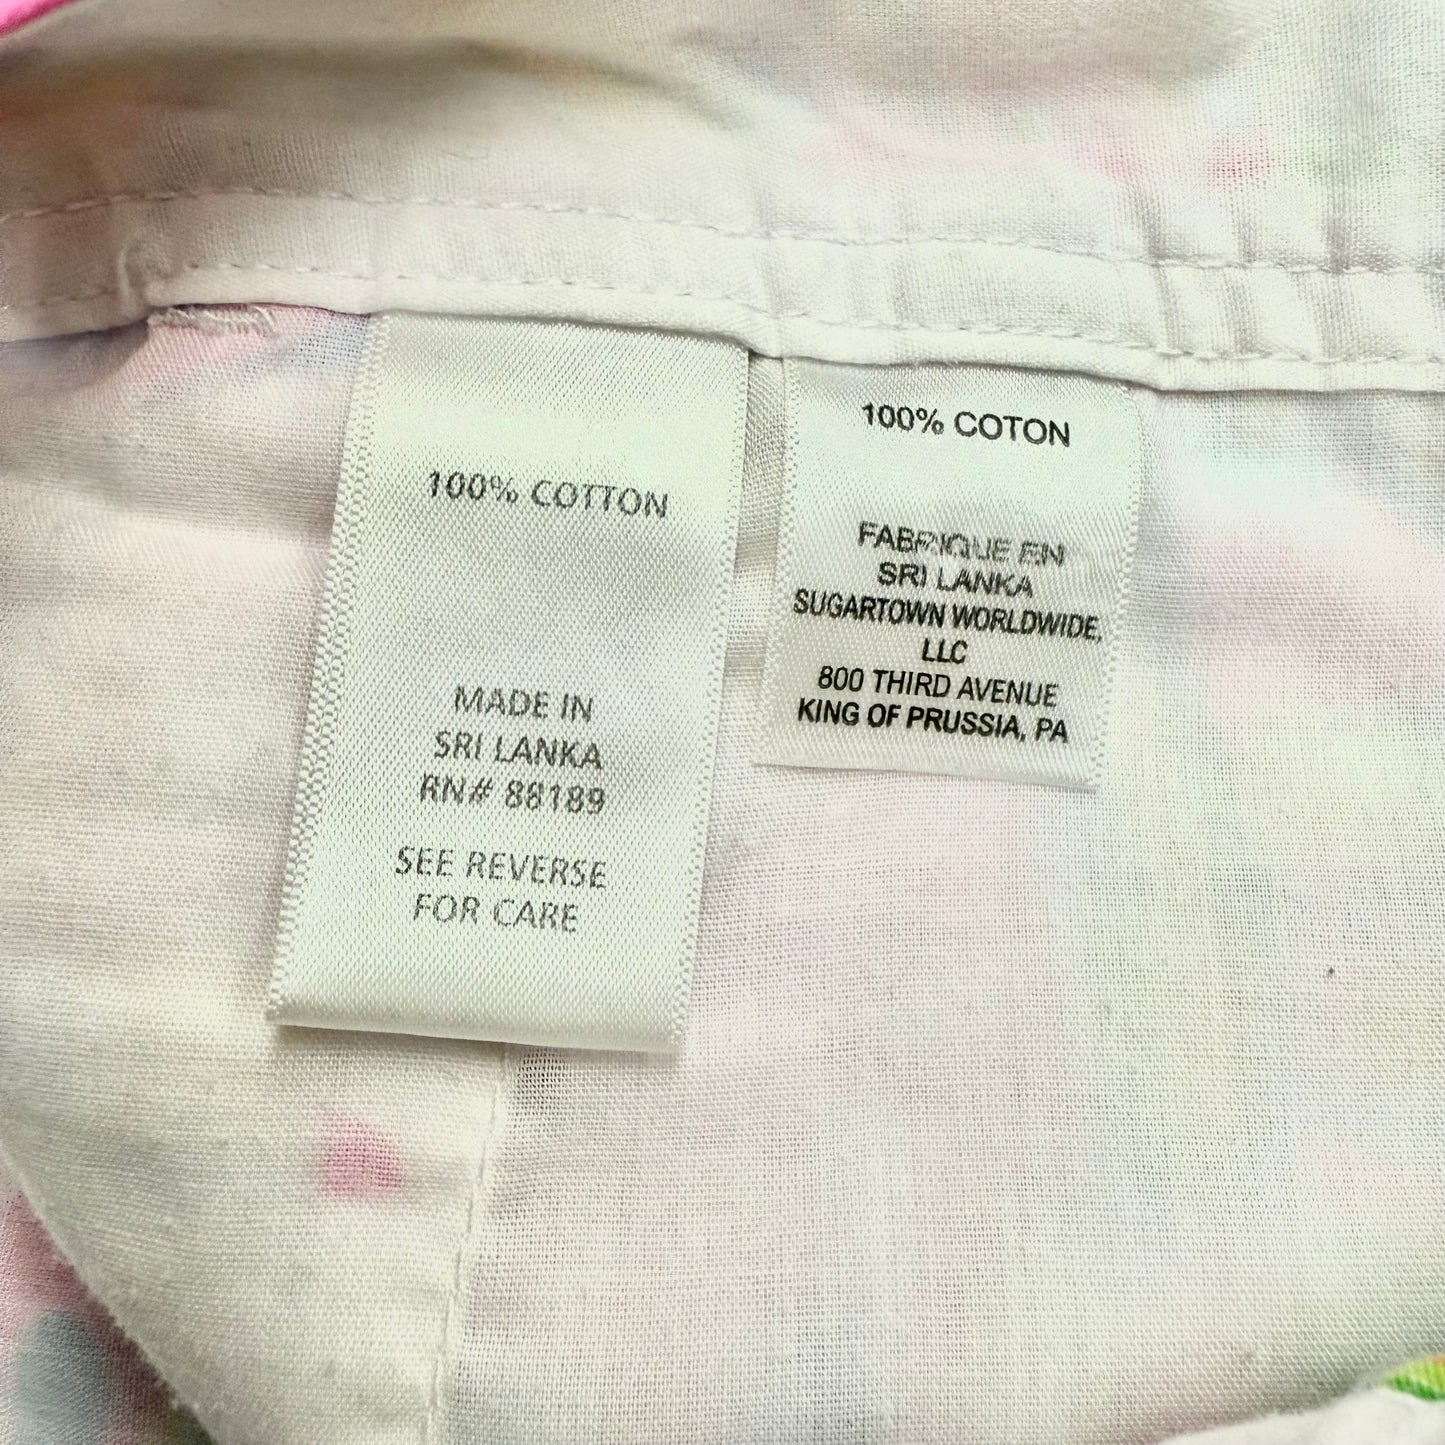 100% COTTON
MADE IN
SRI LANKA
RN# 88189
SEE REVERSE
FOR CARE
100% COTON
FABRIQUE EN
SRI LANKA
SUGARTOWN WORLDWIDE,
LLC
800 THIRD AVENUE
KING OF PRUSSIA, PA